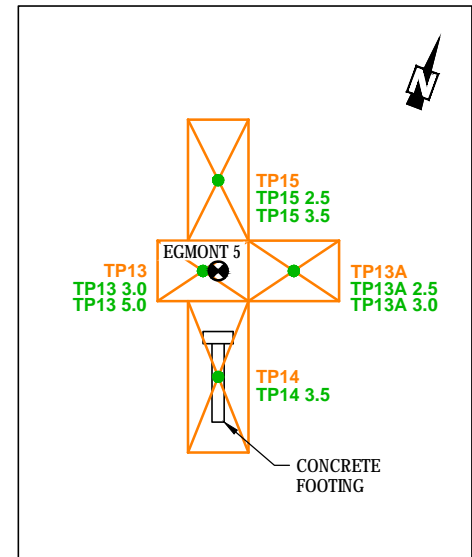 N
TP15
TP15 2.5
TP15 3.5
EGMONT 5
TP13
TP13 3.0
TP13 5.0
TP13A
TP13A 2.5
TP13A 3.0
TP14
TP14 3.5
CONCRETE
FOOTING